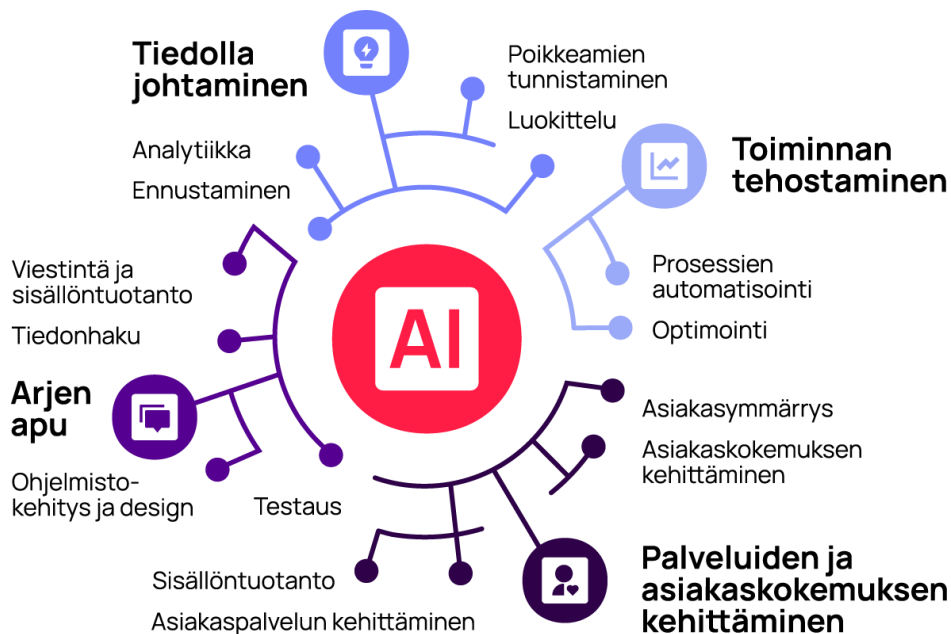 Tiedolla
johtaminen
Poikkeamien
tunnistaminen
Luokittelu
Analytiikka
Ennustaminen
Toiminnan
tehostaminen
Prosessien
automatisointi
Optimointi
Viestintä ja
sisällöntuotanto
Tiedonhaku
AI
Arjen
apu
Ohjelmisto-
kehitys ja design
Testaus
Asiakasymmärrys
Asiakaskokemuksen
kehittäminen
Sisällöntuotanto
Asiakaspalvelun kehittäminen
Palveluiden ja
asiakaskokemuksen
kehittäminen